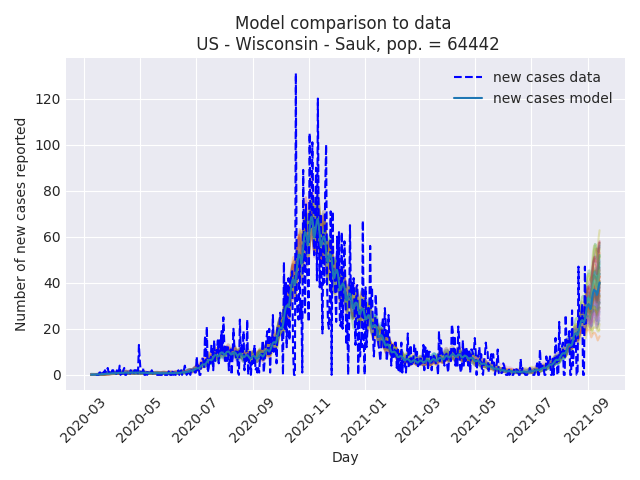 Model comparison to data
US - Wisconsin - Sauk, pop. = 64442
new cases data
new cases model
Number of new cases reported
120
100
80
60
40
20
0
2020-03
2020-05
2020-07
2020-09
2020-11
2021-01
2021-03
2021-05
2021-07
2021-09
Day